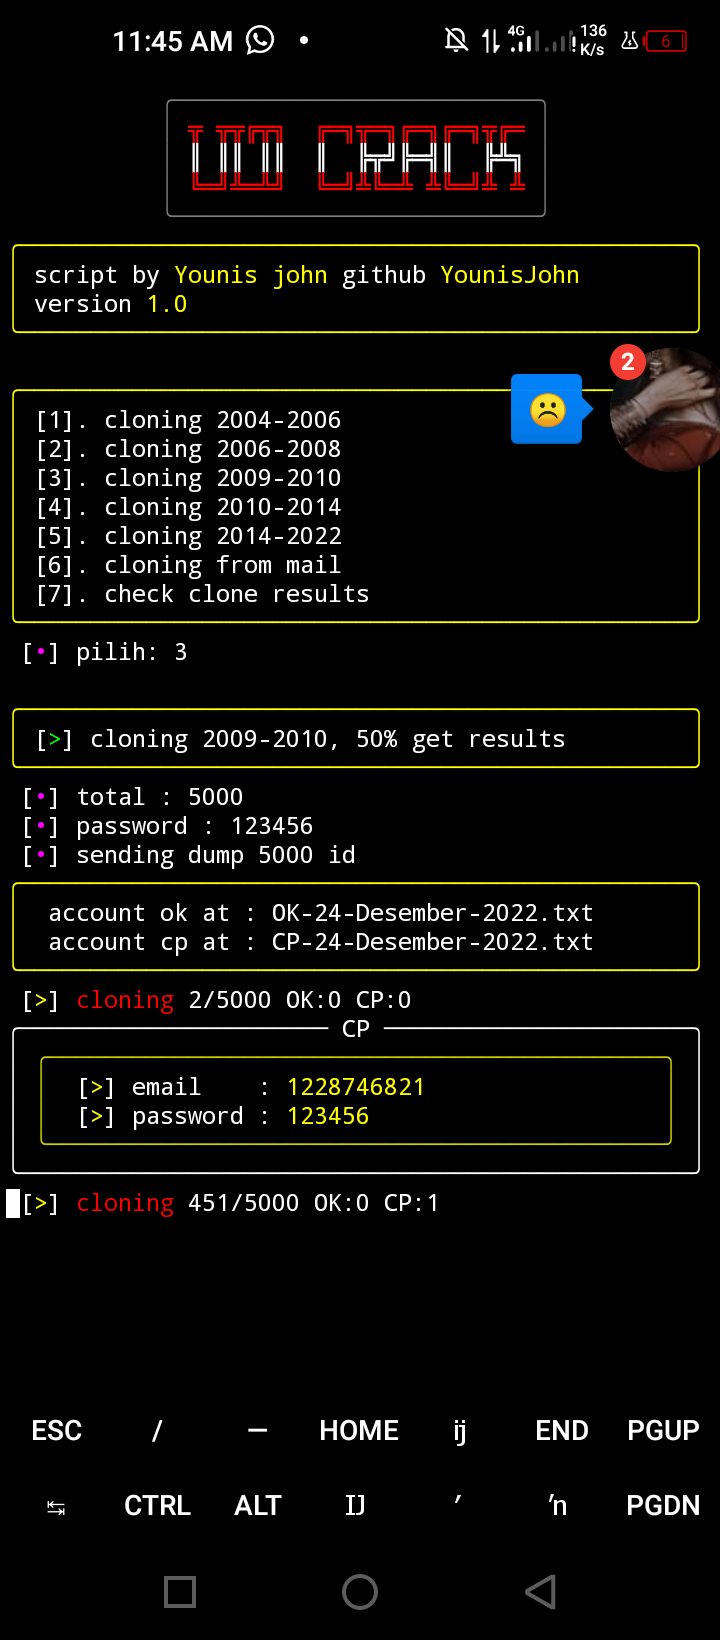 11:45 AM
4G
136
K/s
6
UID CRACK
script by Younis john github YounisJohn
version 1.0
2
[1]. cloning 2004-2006
[2]. cloning 2006-2008
[3]. cloning 2009-2010
[4]. cloning 2010-2014
[5]. cloning 2014-2022
[6]. cloning from mail
[7]. check clone results
[•] pilih: 3
[>] cloning 2009-2010, 50% get results
[•] total : 5000
[•] password : 123456
[•] sending dump 5000 id
account ok at : OK-24-Desember-2022.txt
account cp at : CP-24-Desember-2022.txt
[>] cloning 2/5000 OK:0 CP:0
CP
[>] email    : 1228746821
[>] password : 123456
[>] cloning 451/5000 OK:0 CP:1
ESC / — HOME ĳ END PGUP
↹ CTRL ALT Ĳ ′ ŉ PGDN